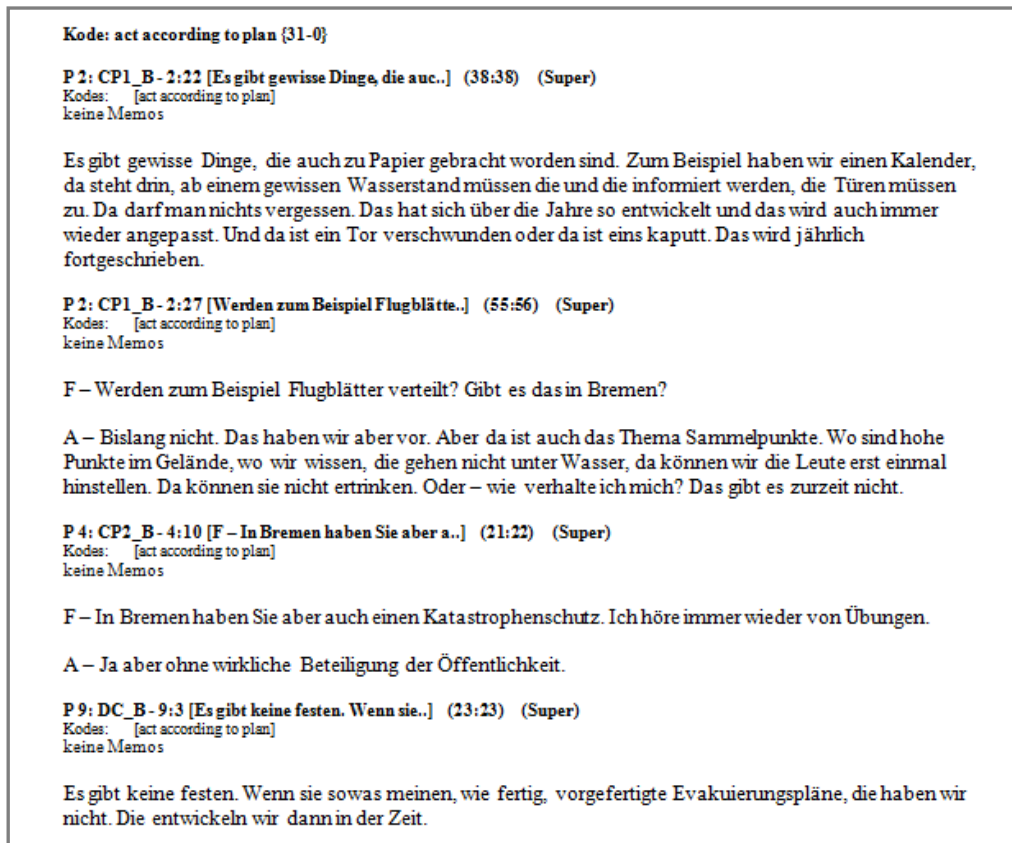 Kode: act according to plan {31-0}
P 2: CP1_B - 2:22 [Es gibt gewisse Dinge, die auc..] (38:38) (Super)
Kodes: [act according to plan]
keine Memos
Es gibt gewisse Dinge, die auch zu Papier gebracht worden sind. Zum Beispiel haben wir einen Kalender,
da steht drin, ab einem gewissen Wasserstand müssen die und die informiert werden, die Türen müssen
zu. Da darf man nichts vergessen. Das hat sich über die Jahre so entwickelt und das wird auch immer
wieder angepasst. Und da ist ein Tor verschwunden oder da ist eins kaputt. Das wird jährlich
fortgeschrieben.
P 2: CP1_B - 2:27 [Werden zum Beispiel Flugblätte..] (55:56) (Super)
Kodes: [act according to plan]
keine Memos
F – Werden zum Beispiel Flugblätter verteilt? Gibt es das in Bremen?
A – Bislang nicht. Das haben wir aber vor. Aber da ist auch das Thema Sammelpunkte. Wo sind hohe
Punkte im Gelände, wo wir wissen, die gehen nicht unter Wasser, da können wir die Leute erst einmal
hinstellen. Da können sie nicht ertrinken. Oder – wie verhalte ich mich? Das gibt es zurzeit nicht.
P 4: CP2_B - 4:10 [F – In Bremen haben Sie aber a..] (21:22) (Super)
Kodes: [act according to plan]
keine Memos
F – In Bremen haben Sie aber auch einen Katastrophenschutz. Ich höre immer wieder von Übungen.
A – Ja aber ohne wirkliche Beteiligung der Öffentlichkeit.
P 9: DC_B - 9:3 [Es gibt keine festen. Wenn sie..] (23:23) (Super)
Kodes: [act according to plan]
keine Memos
Es gibt keine festen. Wenn sie sowas meinen, wie fertig, vorgefertigte Evakuierungspläne, die haben wir
nicht. Die entwickeln wir dann in der Zeit.